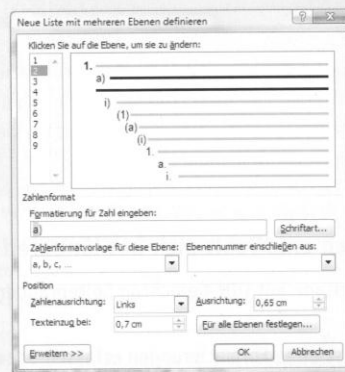 Neue Liste mit mehreren Ebenen definieren
Klicken Sie auf die Ebene, um sie zu ändern:
1
2
3
4
5
6
7
8
9
1.
a)
i)
(1)
(a)
(i)
1.
a.
i.
Zahlenformat
Formatierung für Zahl eingeben:
a)
Schriftart...
Zahlenformatvorlage für diese Ebene: Ebenennummer einschließen aus:
a, b, c, ...
Position
Zahlenausrichtung: Links Ausrichtung: 0,65 cm
Texteinzug bei: 0,7 cm Für alle Ebenen festlegen...
Erweitern >> OK Abbrechen